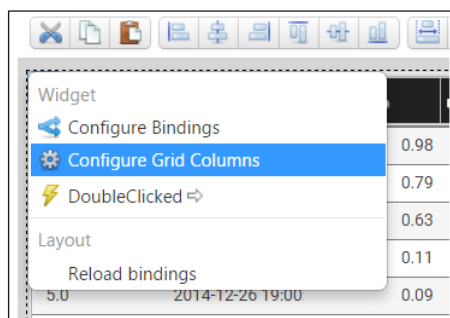 Widget
Configure Bindings
0.98
Configure Grid Columns
0.79
DoubleClicked
0.63
Layout
0.11
Reload bindings
5.0 2014-12-26 19:00: 0.09